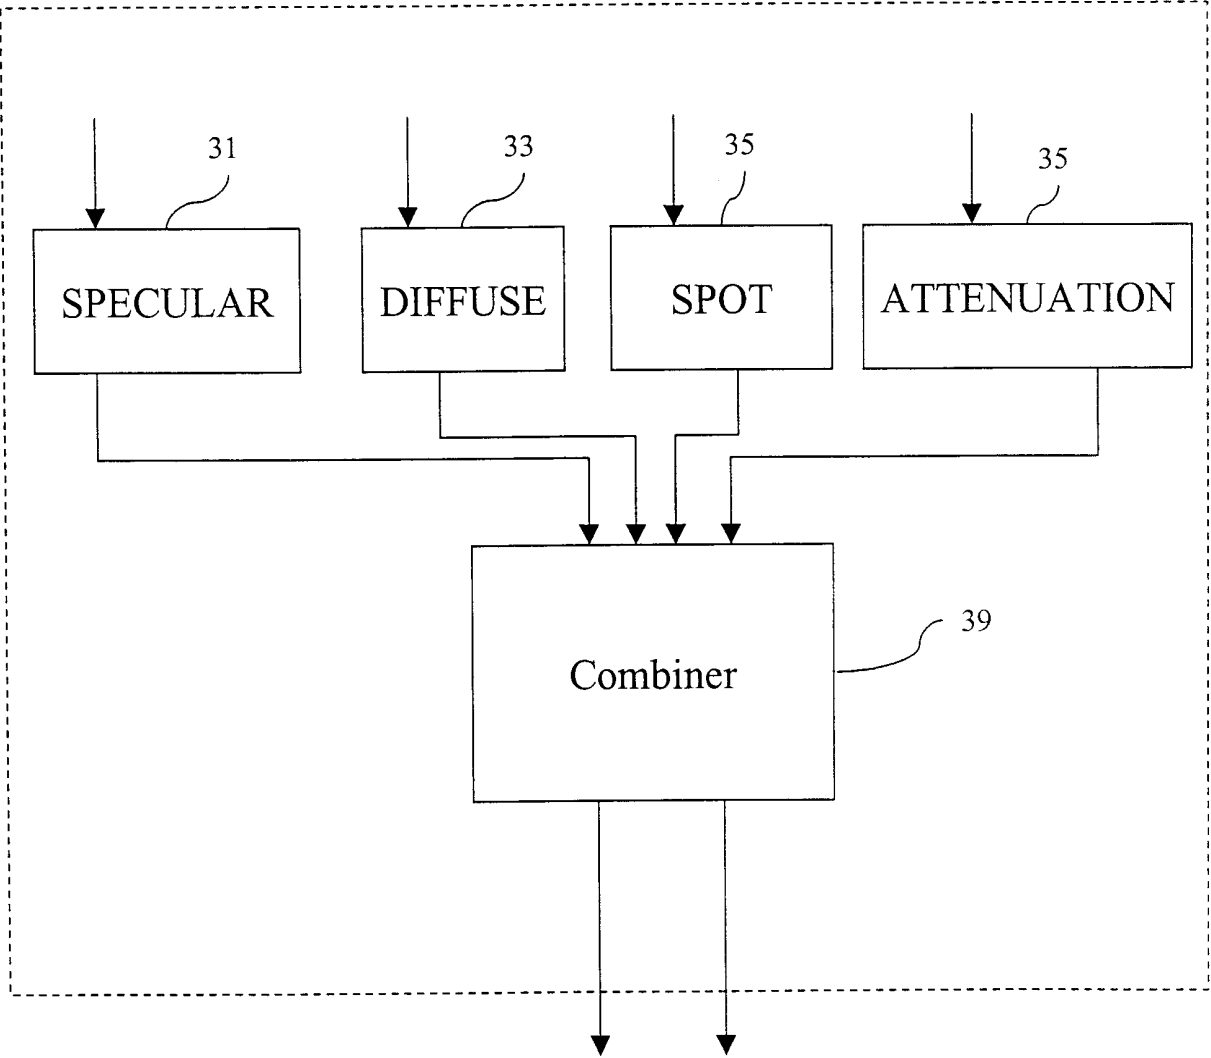 31
33
35
35
SPECULAR
DIFFUSE
SPOT
ATTENUATION
39
Combiner